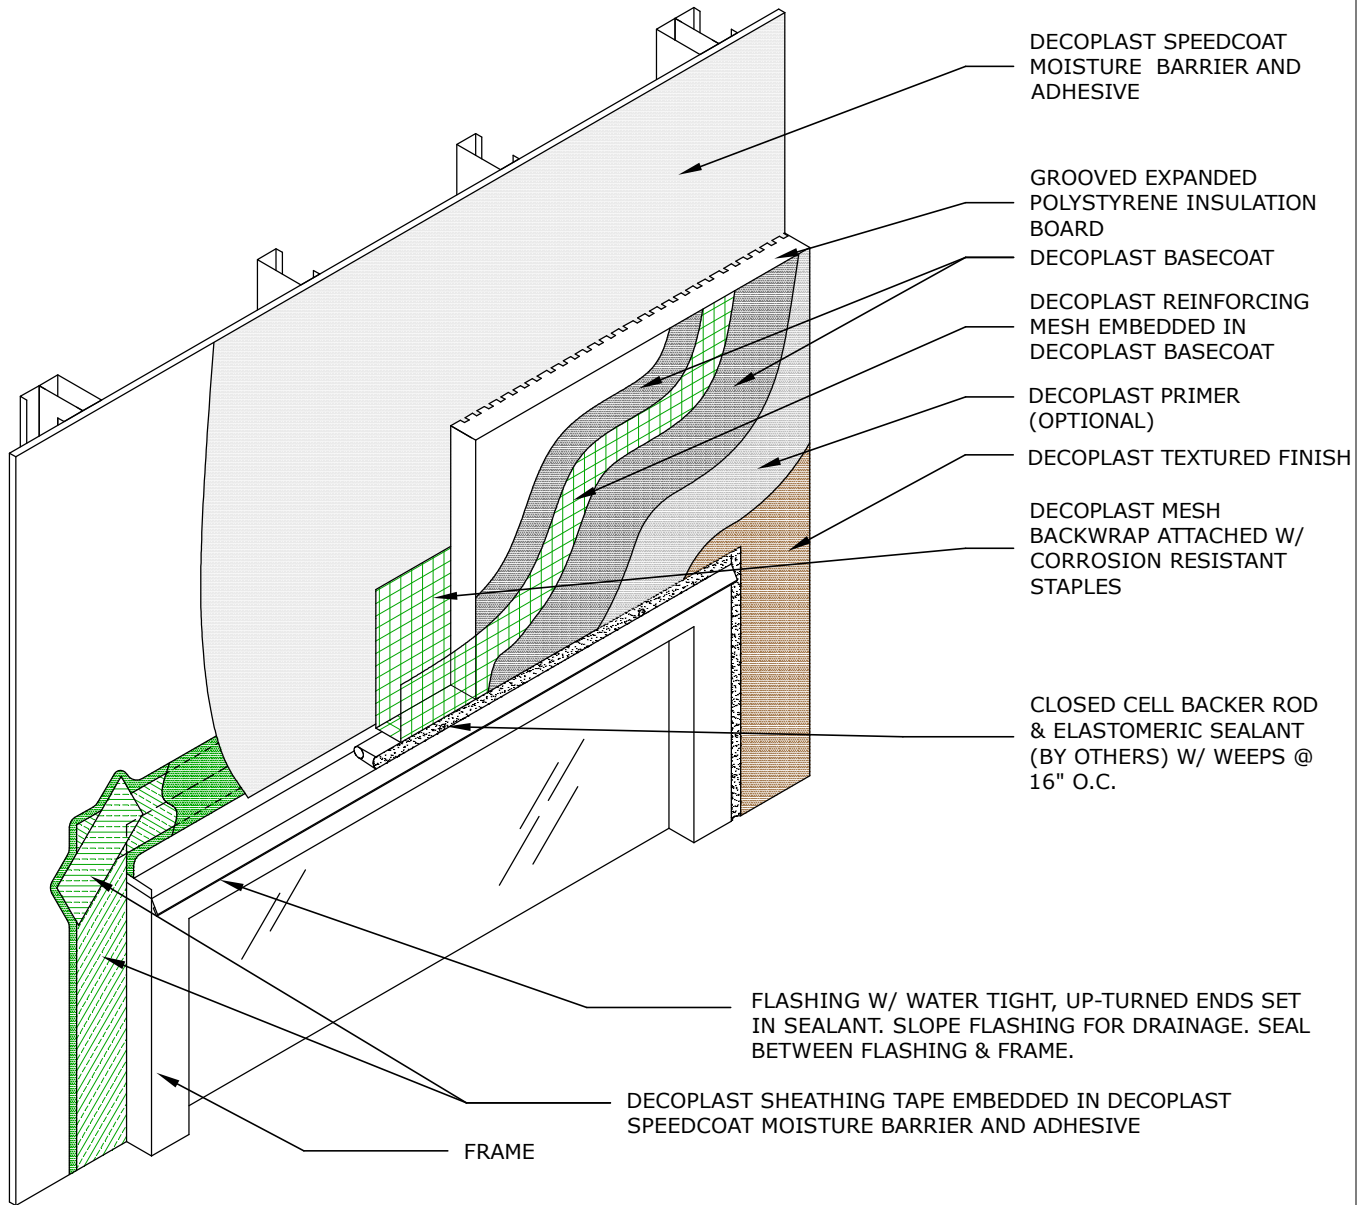 DECOPLAST SPEEDCOAT
MOISTURE BARRIER AND
ADHESIVE
GROOVED EXPANDED
POLYSTYRENE INSULATION
BOARD
DECOPLAST BASECOAT
DECOPLAST REINFORCING
MESH EMBEDDED IN
DECOPLAST BASECOAT
DECOPLAST PRIMER
(OPTIONAL)
DECOPLAST TEXTURED FINISH
DECOPLAST MESH
BACKWRAP ATTACHED W/
CORROSION RESISTANT
STAPLES
CLOSED CELL BACKER ROD
& ELASTOMERIC SEALANT
(BY OTHERS) W/ WEEPS @
16" O.C.
FLASHING W/ WATER TIGHT, UP-TURNED ENDS SET
IN SEALANT. SLOPE FLASHING FOR DRAINAGE. SEAL
BETWEEN FLASHING & FRAME.
DECOPLAST SHEATHING TAPE EMBEDDED IN DECOPLAST
SPEEDCOAT MOISTURE BARRIER AND ADHESIVE
FRAME